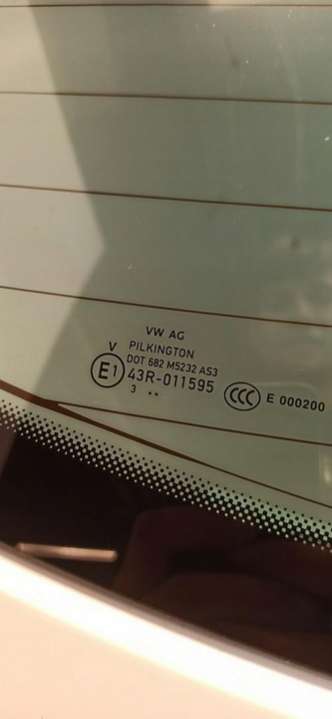 VW AG
V PILKINGTON
DOT 682 M5232 AS3
E1 43R-011595
CCC E 000200
3 ..